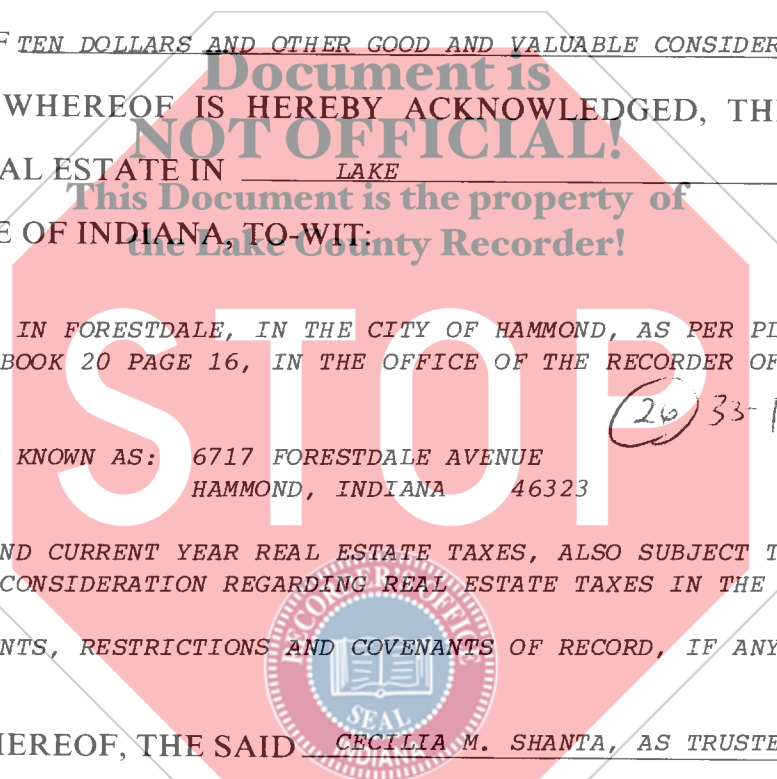 F TEN DOLLARS AND OTHER GOOD AND VALUABLE CONSIDER
Document is
WHEREOF IS HEREBY ACKNOWLEDGED, TH
NOT OFFICIAL!
AL ESTATE IN LAKE
This Document is the property of
E OF INDIANA, TO-WIT:
the Lake County Recorder!
IN FORESTDALE, IN THE CITY OF HAMMOND, AS PER PL
BOOK 20 PAGE 16, IN THE OFFICE OF THE RECORDER OF
STOP
26 33-1
KNOWN AS: 6717 FORESTDALE AVENUE
HAMMOND, INDIANA 46323
ND CURRENT YEAR REAL ESTATE TAXES, ALSO SUBJECT T
CONSIDERATION REGARDING REAL ESTATE TAXES IN THE
RECORDER'S OFFICE
NTS, RESTRICTIONS AND COVENANTS OF RECORD, IF ANY
SEAL
INDIANA
HEREOF, THE SAID CECILIA M. SHANTA, AS TRUSTE